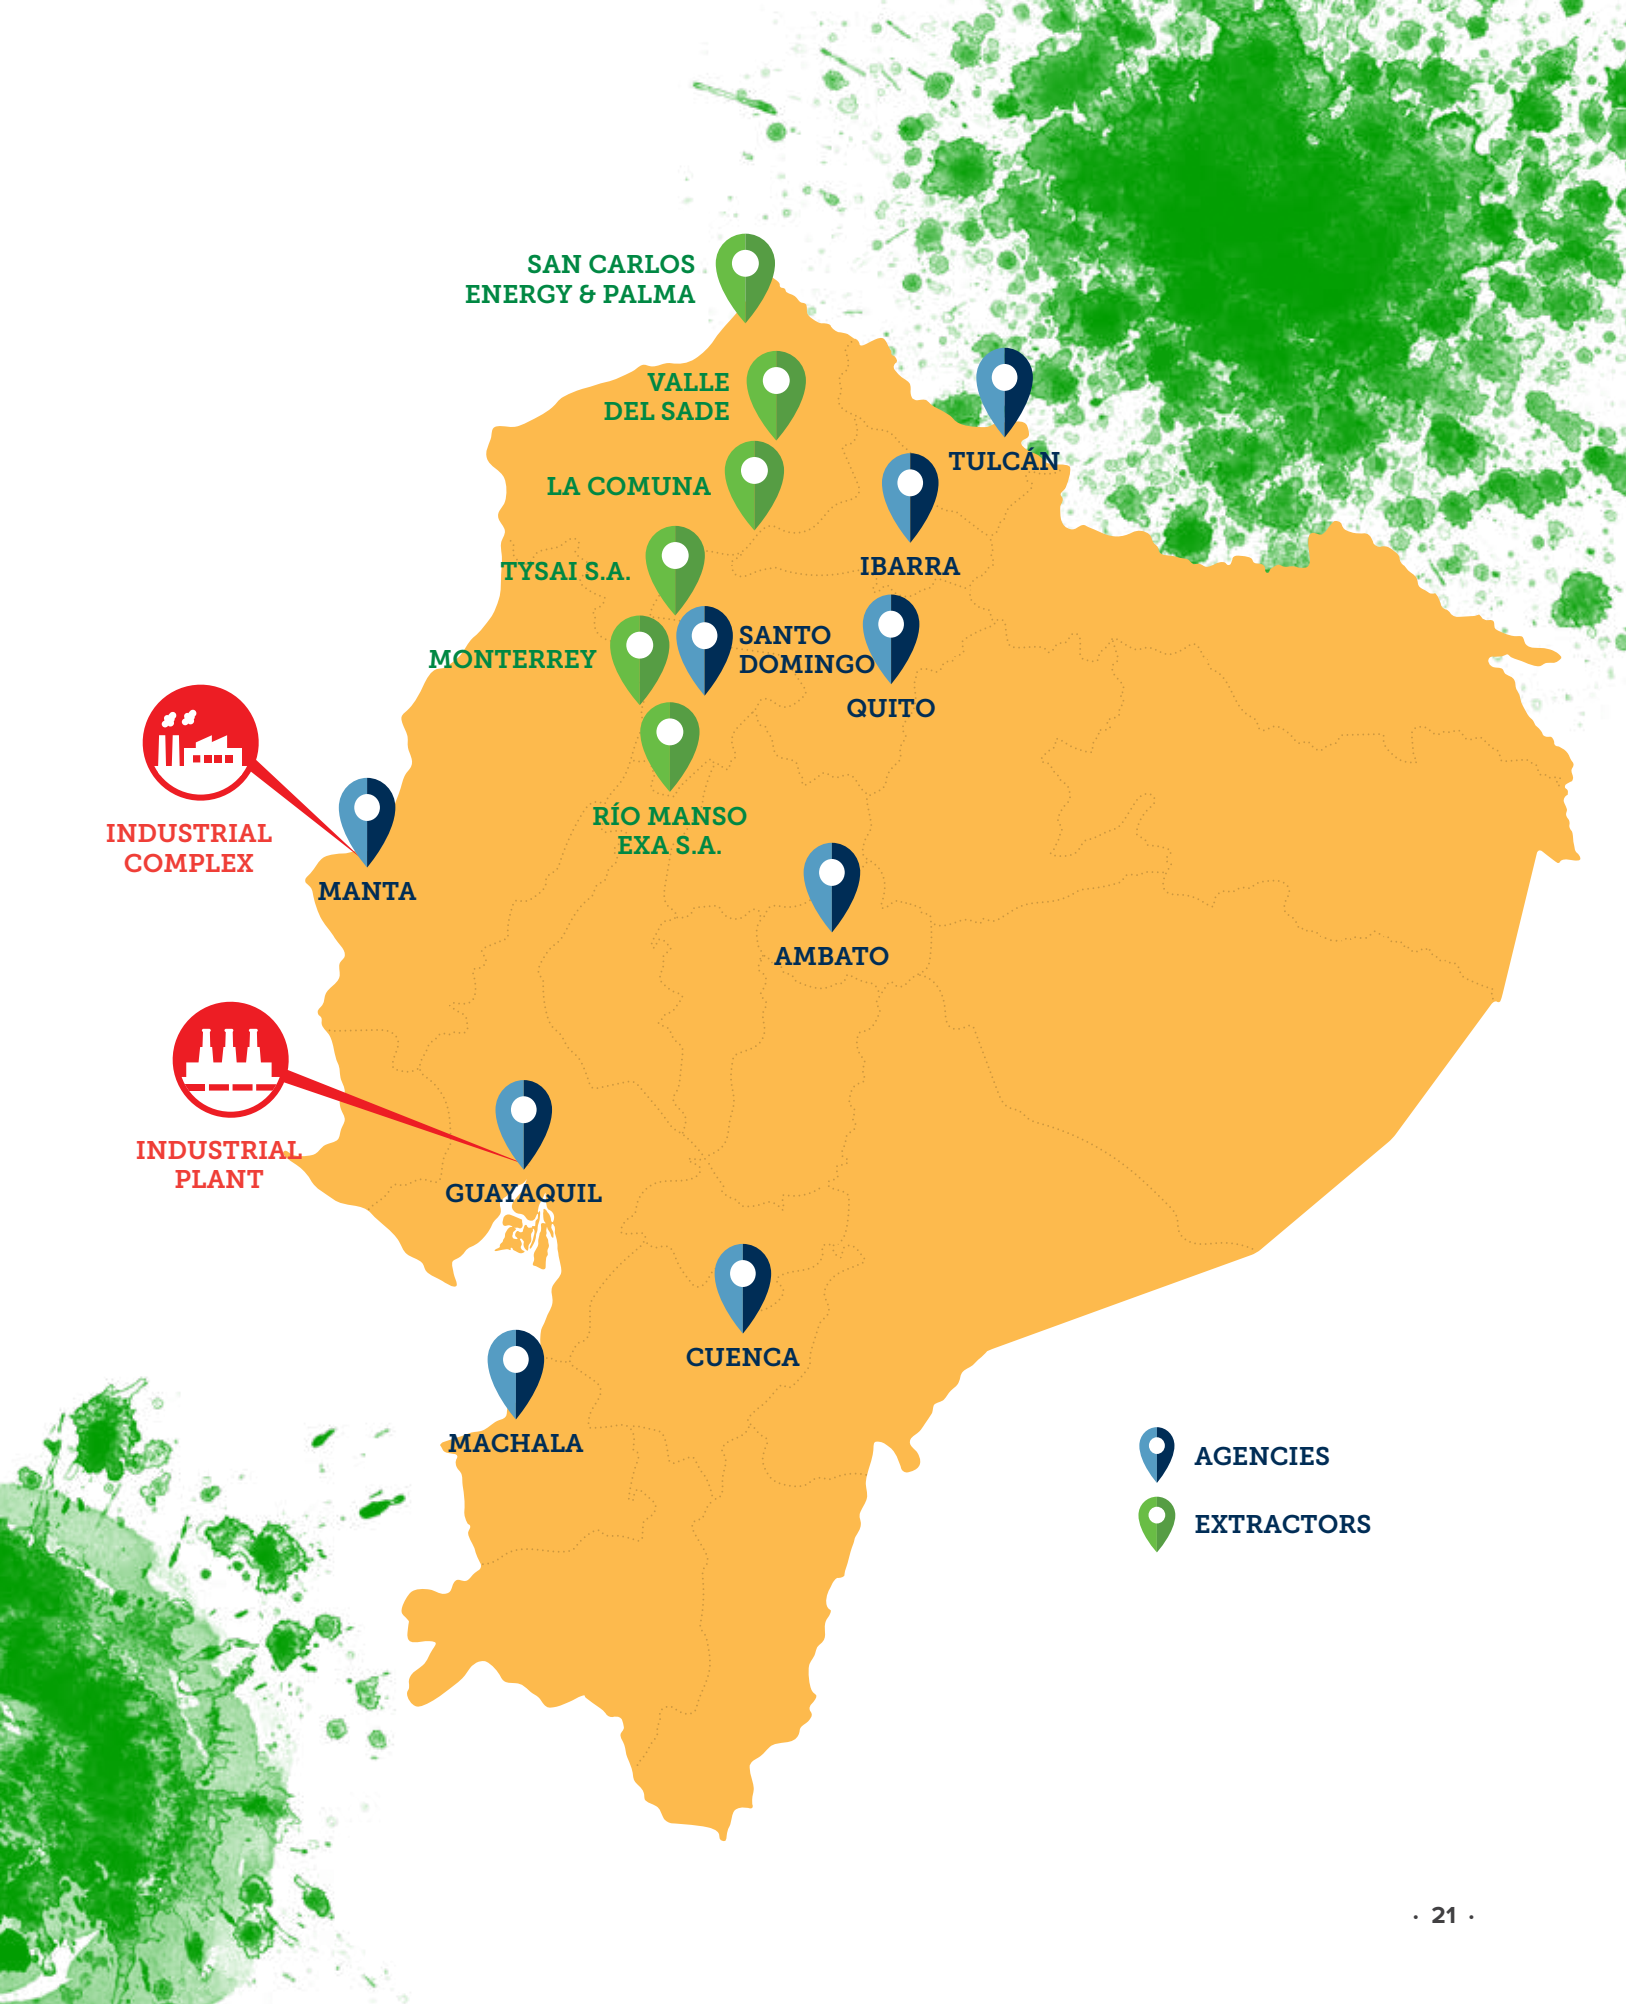 SAN CARLOS
ENERGY & PALMA
VALLE
DEL SADE
TULCÁN
LA COMUNA
IBARRA
TYSAI S.A.
SANTO
DOMINGO
MONTERREY
QUITO
RÍO MANSO
EXA S.A.
INDUSTRIAL
COMPLEX
MANTA
AMBATO
INDUSTRIAL
PLANT
GUAYAQUIL
CUENCA
MACHALA
AGENCIES
EXTRACTORS
· 21 ·